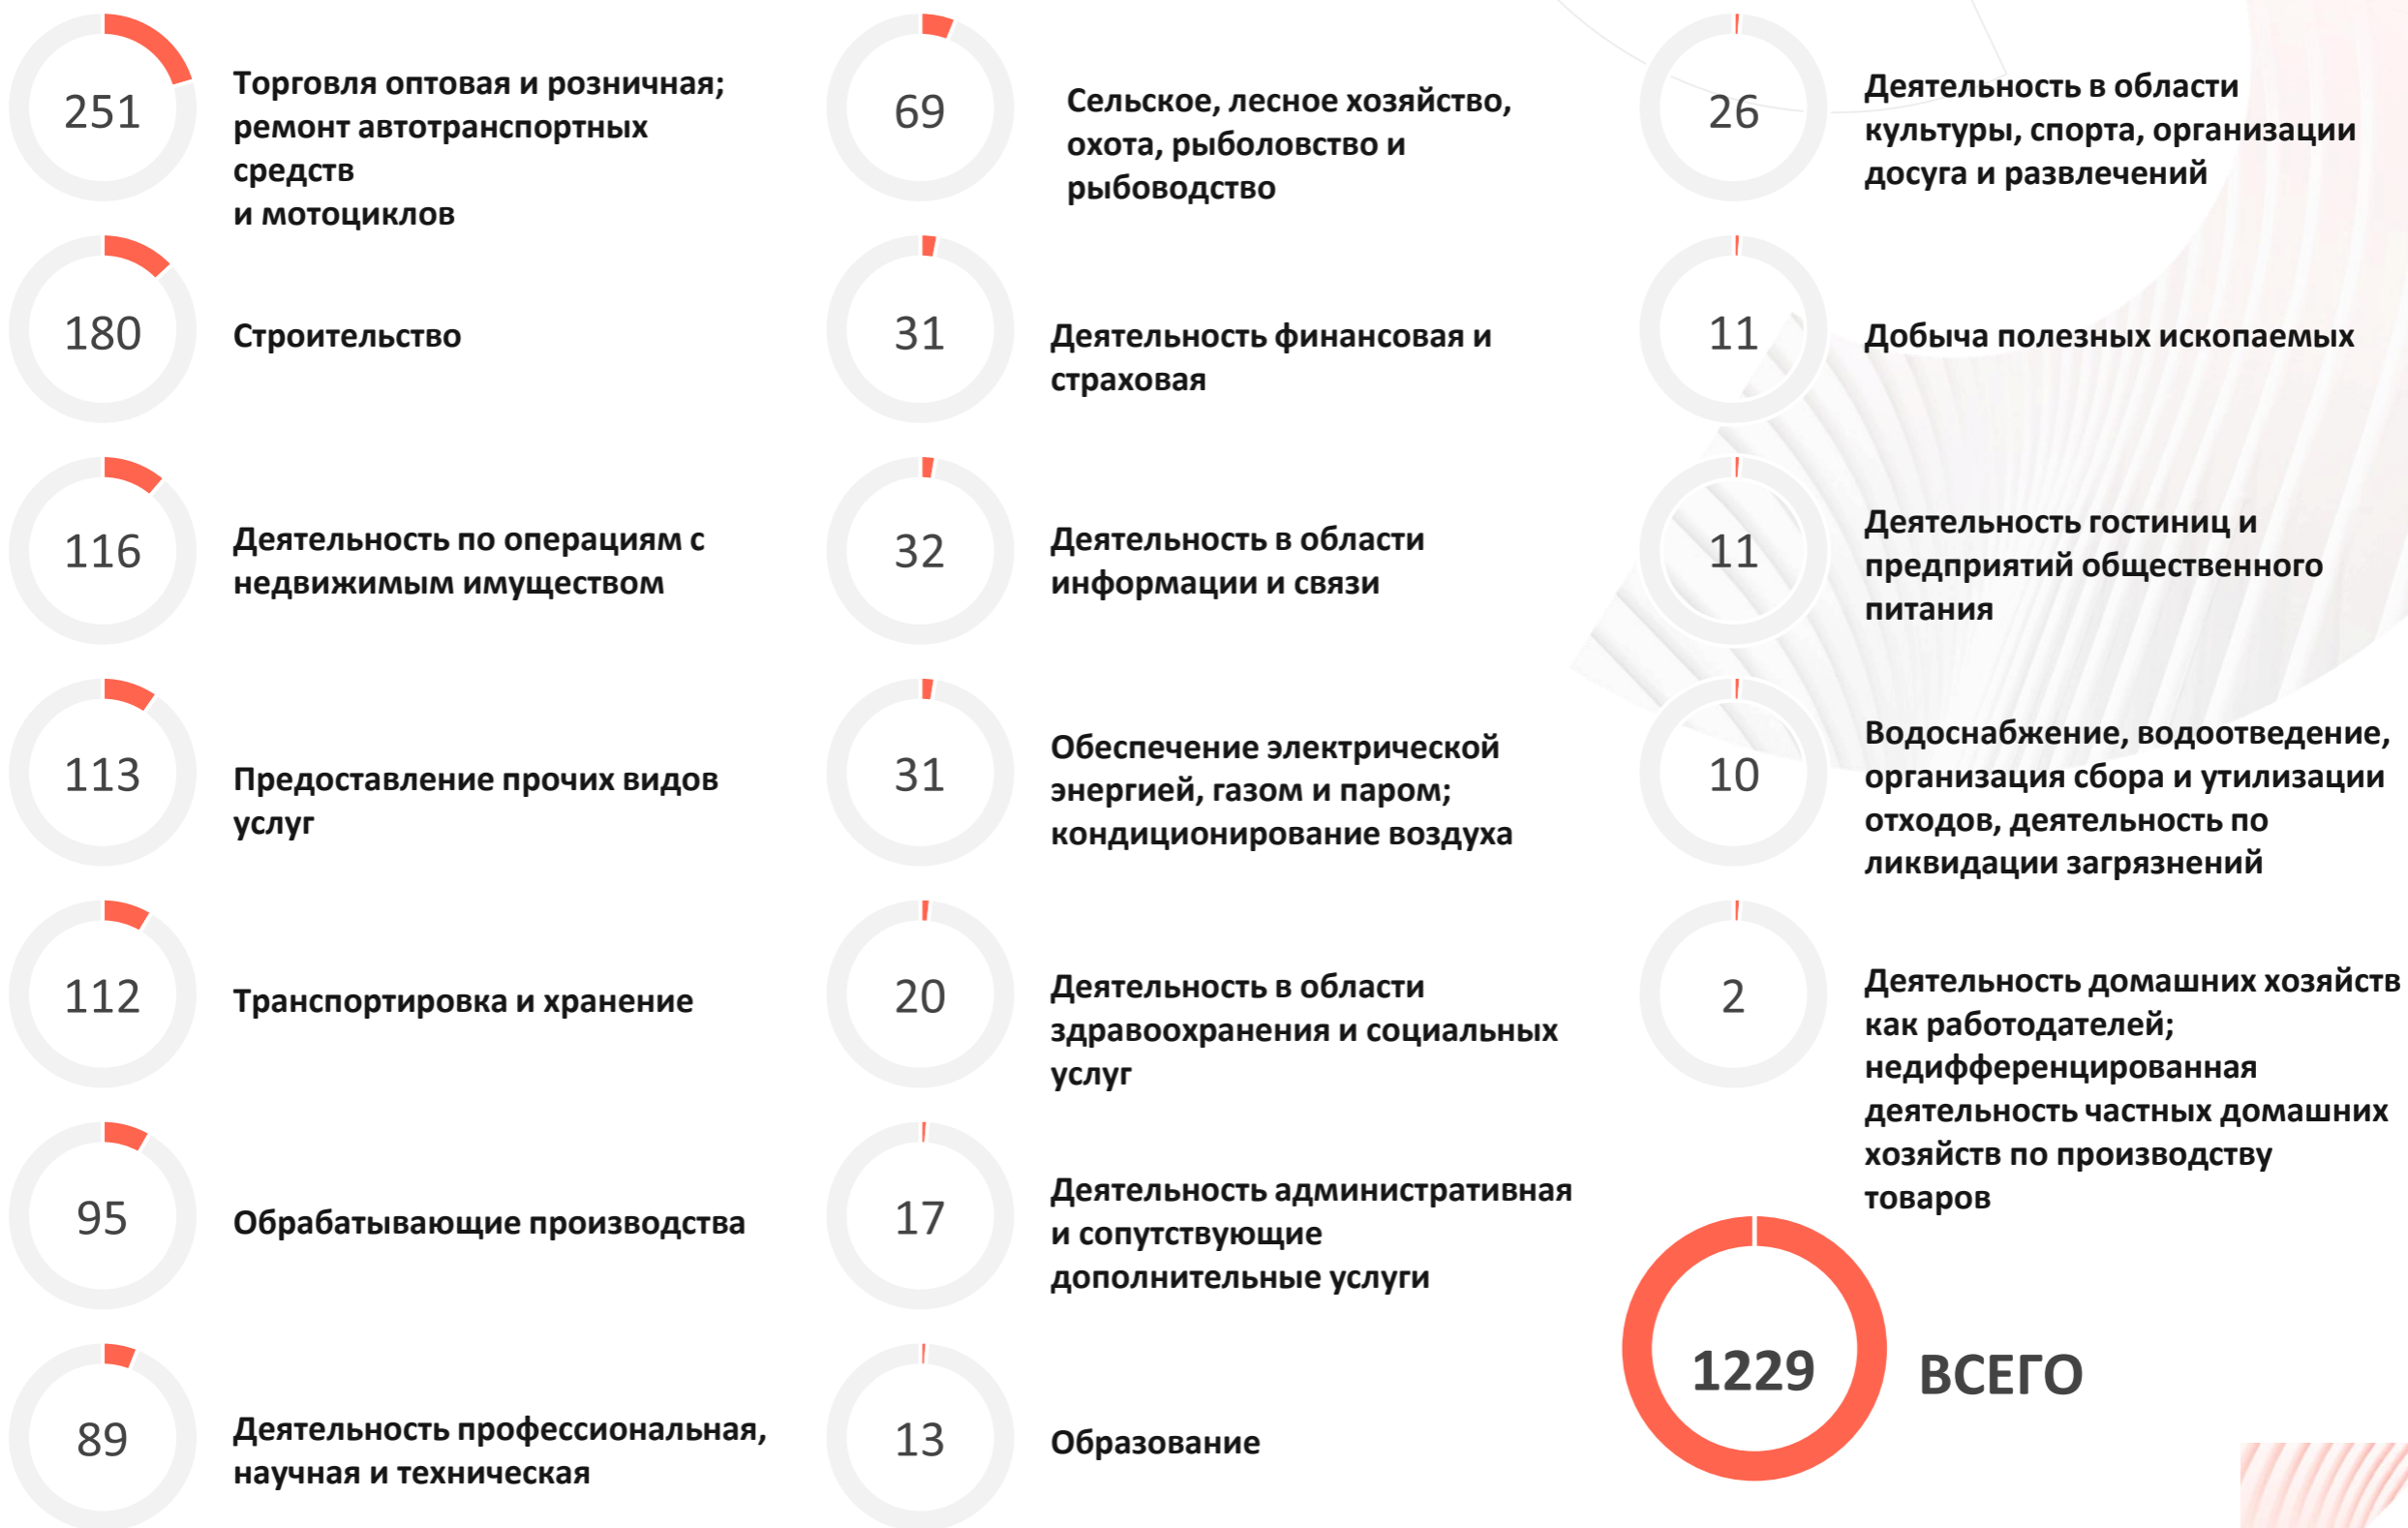 251
Торговля оптовая и розничная;
ремонт автотранспортных
средств
и мотоциклов
180
Строительство
116
Деятельность по операциям с
недвижимым имуществом
113
Предоставление прочих видов
услуг
112
Транспортировка и хранение
95
Обрабатывающие производства
89
Деятельность профессиональная,
научная и техническая
69
Сельское, лесное хозяйство,
охота, рыболовство и
рыбоводство
31
Деятельность финансовая и
страховая
32
Деятельность в области
информации и связи
31
Обеспечение электрической
энергией, газом и паром;
кондиционирование воздуха
20
Деятельность в области
здравоохранения и социальных
услуг
17
Деятельность административная
и сопутствующие
дополнительные услуги
13
Образование
26
Деятельность в области
культуры, спорта, организации
досуга и развлечений
11
Добыча полезных ископаемых
11
Деятельность гостиниц и
предприятий общественного
питания
10
Водоснабжение, водоотведение,
организация сбора и утилизации
отходов, деятельность по
ликвидации загрязнений
2
Деятельность домашних хозяйств
как работодателей;
недифференцированная
деятельность частных домашних
хозяйств по производству
товаров
1229
ВСЕГО